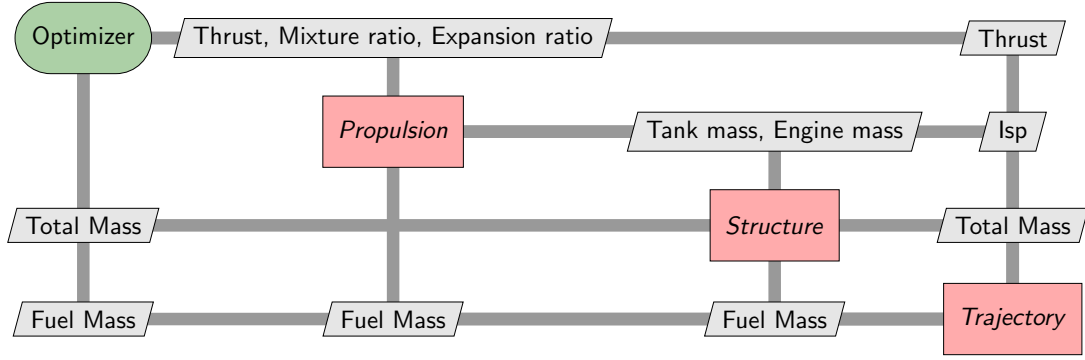 Optimizer
Thrust, Mixture ratio, Expansion ratio
Thrust
Propulsion
Tank mass, Engine mass
Isp
Total Mass
Structure
Total Mass
Fuel Mass
Fuel Mass
Fuel Mass
Trajectory